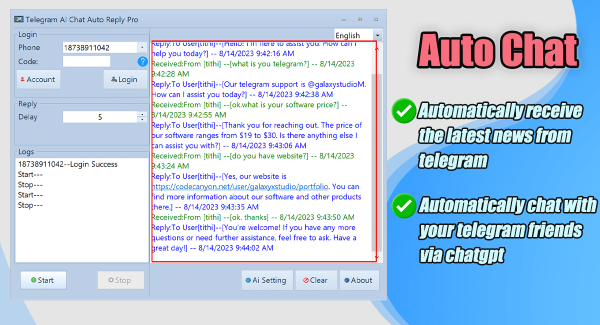 Telegram AI Chat Auto Reply Pro
Login
English
Phone 18738911042
Code:
?
Account
Login
Reply
Delay 5
Logs
18738911042--Login Success
Start---
Stop---
Start---
Stop---
Start
Stop
Reply:To User[tithi]--[Hello! I'm here to assist you. How can I
help you today?] -- 8/14/2023 9:42:16 AM
Received:From [tithi] --[what is you telegram?] -- 8/14/2023
9:42:28 AM
Reply:To User[tithi]--[Our telegram support is @galaxystudioM.
How can I assist you today?] -- 8/14/2023 9:42:38 AM
Received:From [tithi] --[ok.what is your software price?] --
8/14/2023 9:42:55 AM
Reply:To User[tithi]--[Thank you for reaching out. The price of
our software ranges from $19 to $30. Is there anything else I
can assist you with?] -- 8/14/2023 9:43:06 AM
Received:From [tithi] --[do you have website?] -- 8/14/2023
9:43:24 AM
Reply:To User[tithi]--[Yes, our website is
https://codecanyon.net/user/galaxyxstudio/portfolio. You can
find more information about our software and other products
there.] -- 8/14/2023 9:43:35 AM
Received:From [tithi] --[ok. thanks] -- 8/14/2023 9:43:50 AM
Reply:To User[tithi]--[You're welcome! If you have any more
questions or need further assistance, feel free to ask. Have a
great day!] -- 8/14/2023 9:44:02 AM
Ai Setting
Clear
About
Auto Chat
Automatically receive
the latest news from
telegram
Automatically chat with
your telegram friends
via chatgpt